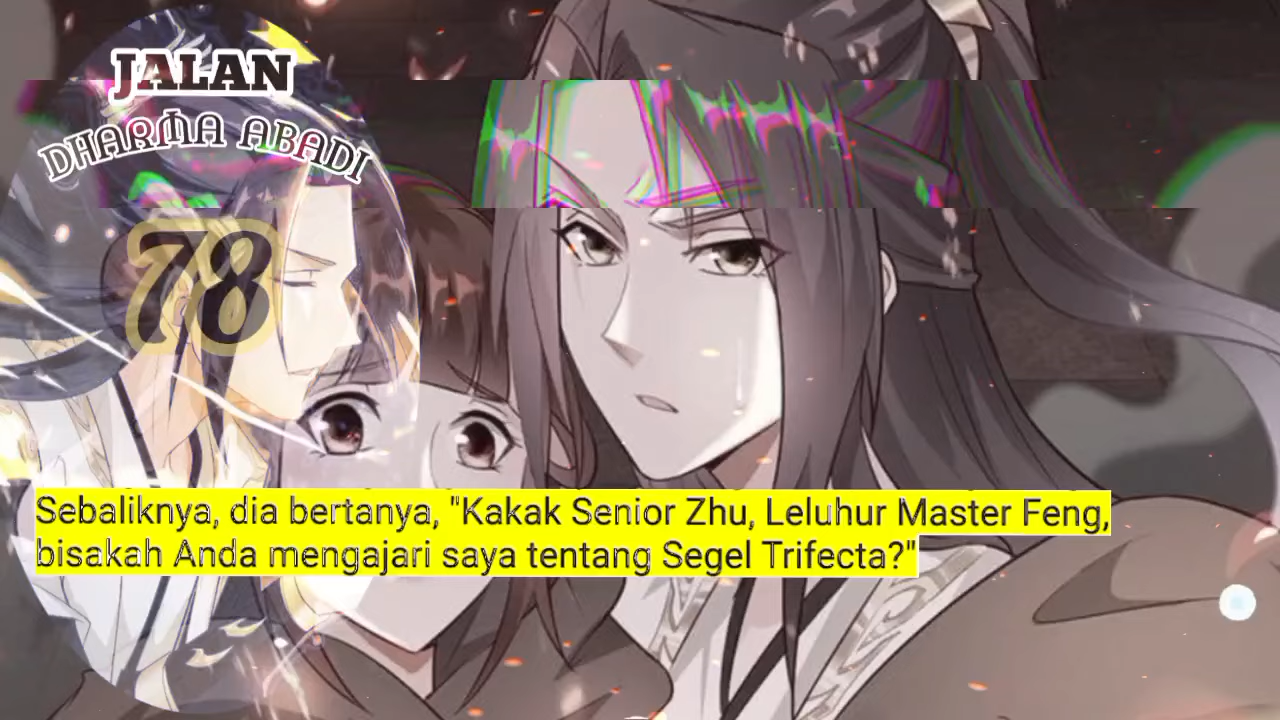 JALAN
DHARMA ABADI
78
Sebaliknya, dia bertanya, "Kakak Senior Zhu, Leluhur Master Feng,
bisakah Anda mengajari saya tentang Segel Trifecta?"